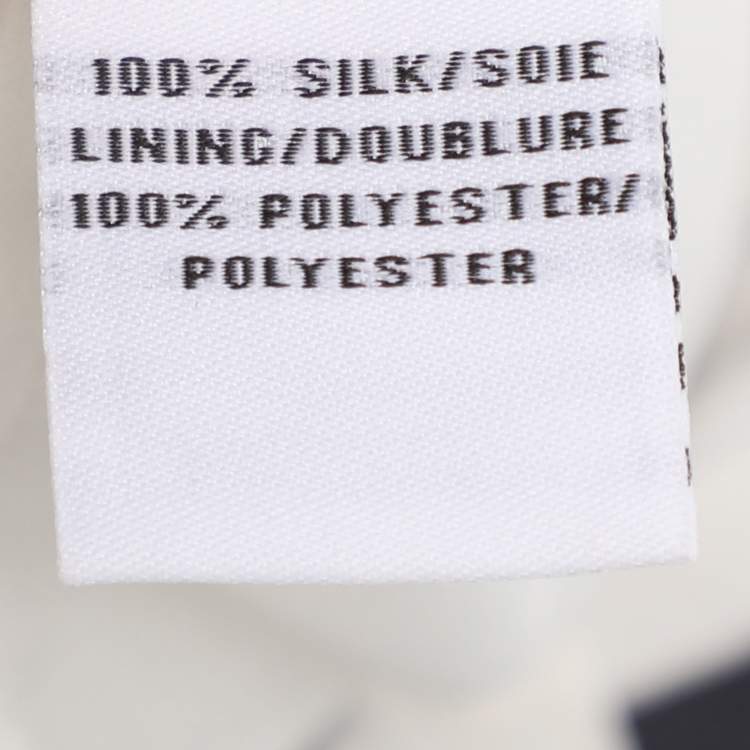 100% SILK/SOIE
LINING/DOUBLURE
100% POLYESTER/
POLYESTER